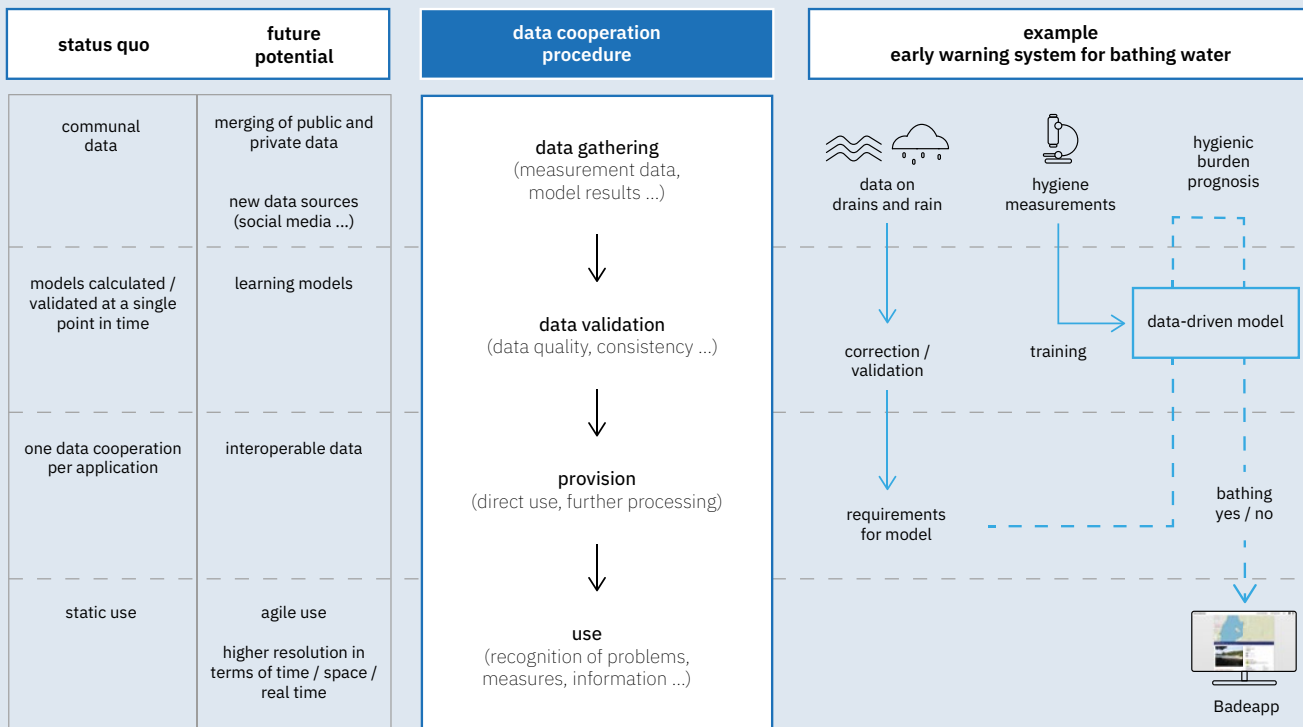 status quo
future
potential
data cooperation
procedure
example
early warning system for bathing water
communal
data
merging of public and
private data
new data sources
(social media ...)
data gathering
(measurement data,
model results ...)
data on
drains and rain
hygiene
measurements
hygienic
burden
prognosis
models calculated /
validated at a single
point in time
learning models
data validation
(data quality, consistency ...)
correction /
validation
training
data-driven model
one data cooperation
per application
interoperable data
provision
(direct use, further processing)
requirements
for model
bathing
yes / no
static use
agile use
higher resolution in
terms of time / space /
real time
use
(recognition of problems,
measures, information ...)
Badeapp